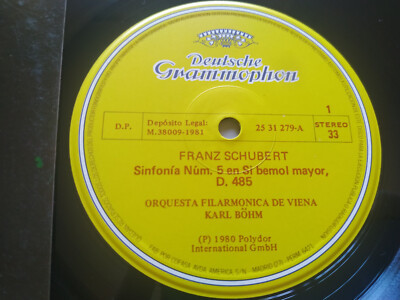 Deutsche
Grammophon
D.P.
Depósito Legal:
M.38009-1981
25 31 279-A
1
STEREO
33
FRANZ SCHUBERT
Sinfonía Núm. 5 en Si bemol mayor,
D. 485
ORQUESTA FILARMONICA DE VIENA
KARL BÖHM
(P) 1980 Polydor
International GmbH